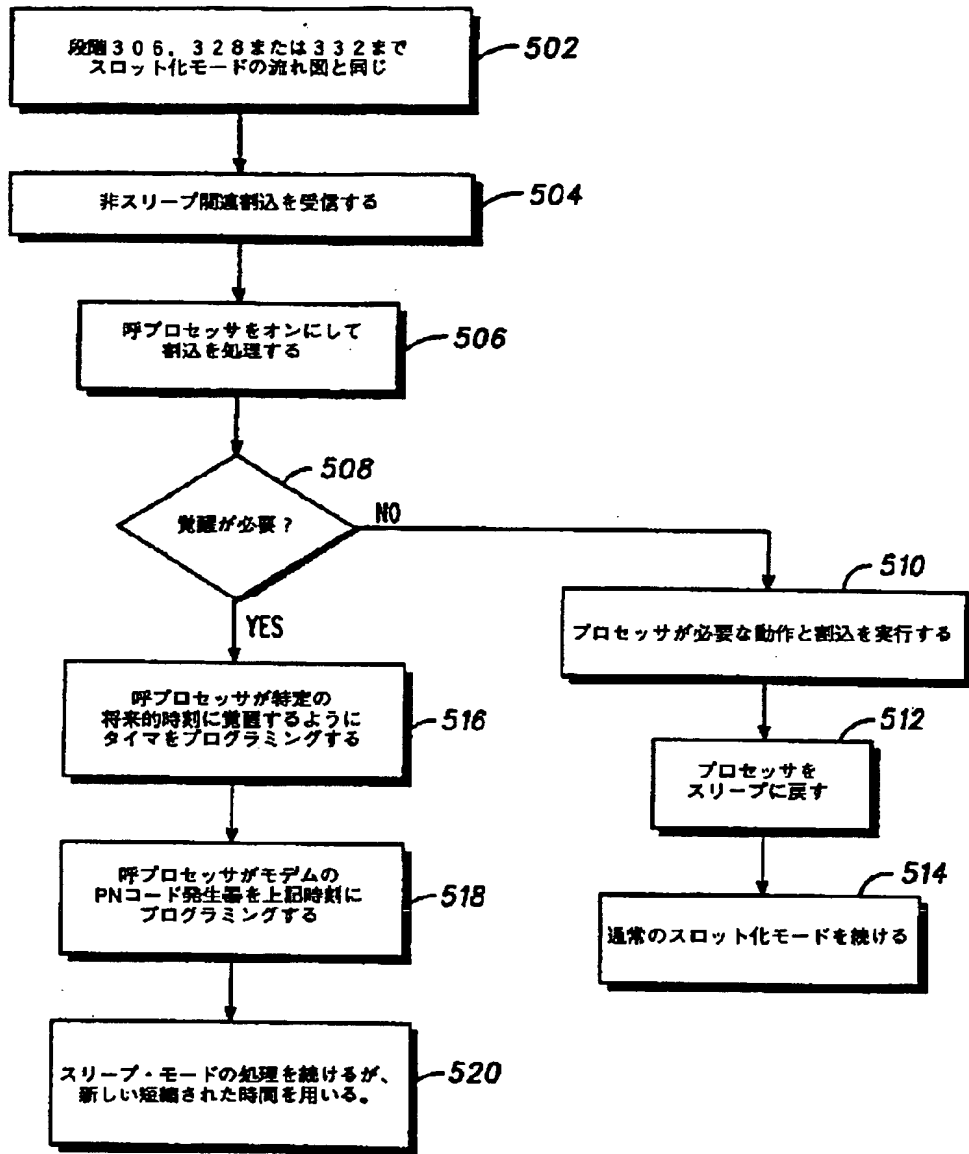 段階306,328または332まで
スロット化モードの流れ図と同じ
502
非スリープ関連割込を受信する
504
呼プロセッサをオンにして
割込を処理する
506
508
覚醒が必要?
NO
YES
510
プロセッサが必要な動作と割込を実行する
512
プロセッサを
スリープに戻す
514
通常のスロット化モードを続ける
呼プロセッサが特定の
将来的時刻に覚醒するように
タイマをプログラミングする
516
呼プロセッサがモデムの
PNコード発生器を上記時刻に
プログラミングする
518
スリープ・モードの処理を続けるが、
新しい短縮された時間を用いる。
520